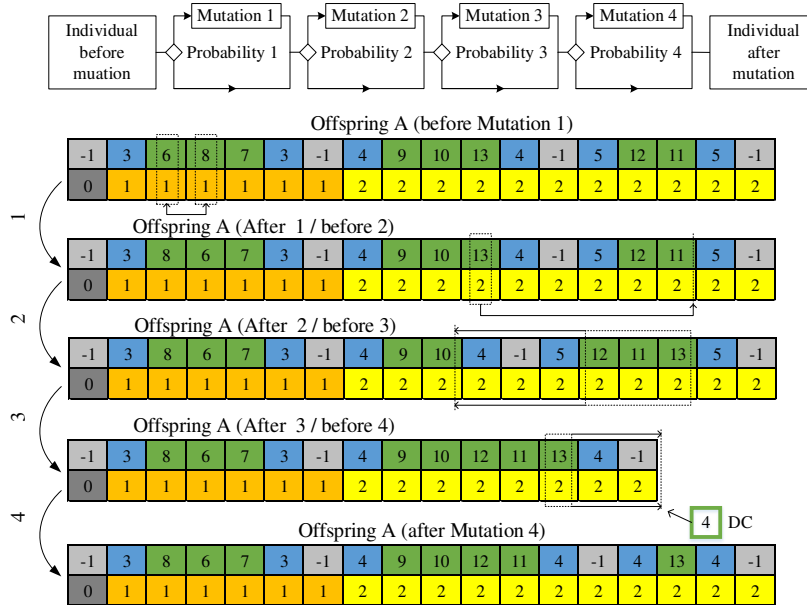 Mutation 1 Mutation 2 Mutation 3 Mutation 4
Individual before muation Probability 1 Probability 2 Probability 3 Probability 4 Individual after mutation
Offspring A (before Mutation 1)
-1 3 6 8 7 3 -1 4 9 10 13 4 -1 5 12 11 5 -1
0 1 1 1 1 1 1 2 2 2 2 2 2 2 2 2 2 2
1
Offspring A (After 1 / before 2)
-1 3 8 6 7 3 -1 4 9 10 13 4 -1 5 12 11 5 -1
0 1 1 1 1 1 1 2 2 2 2 2 2 2 2 2 2 2
2
Offspring A (After 2 / before 3)
-1 3 8 6 7 3 -1 4 9 10 4 -1 5 12 11 13 5 -1
0 1 1 1 1 1 1 2 2 2 2 2 2 2 2 2 2 2
3
Offspring A (After 3 / before 4)
-1 3 8 6 7 3 -1 4 9 10 12 11 13 4 -1
0 1 1 1 1 1 1 2 2 2 2 2 2 2 2
4
4 DC
Offspring A (after Mutation 4)
-1 3 8 6 7 3 -1 4 9 10 12 11 4 -1 4 13 4 -1
0 1 1 1 1 1 1 2 2 2 2 2 2 2 2 2 2 2